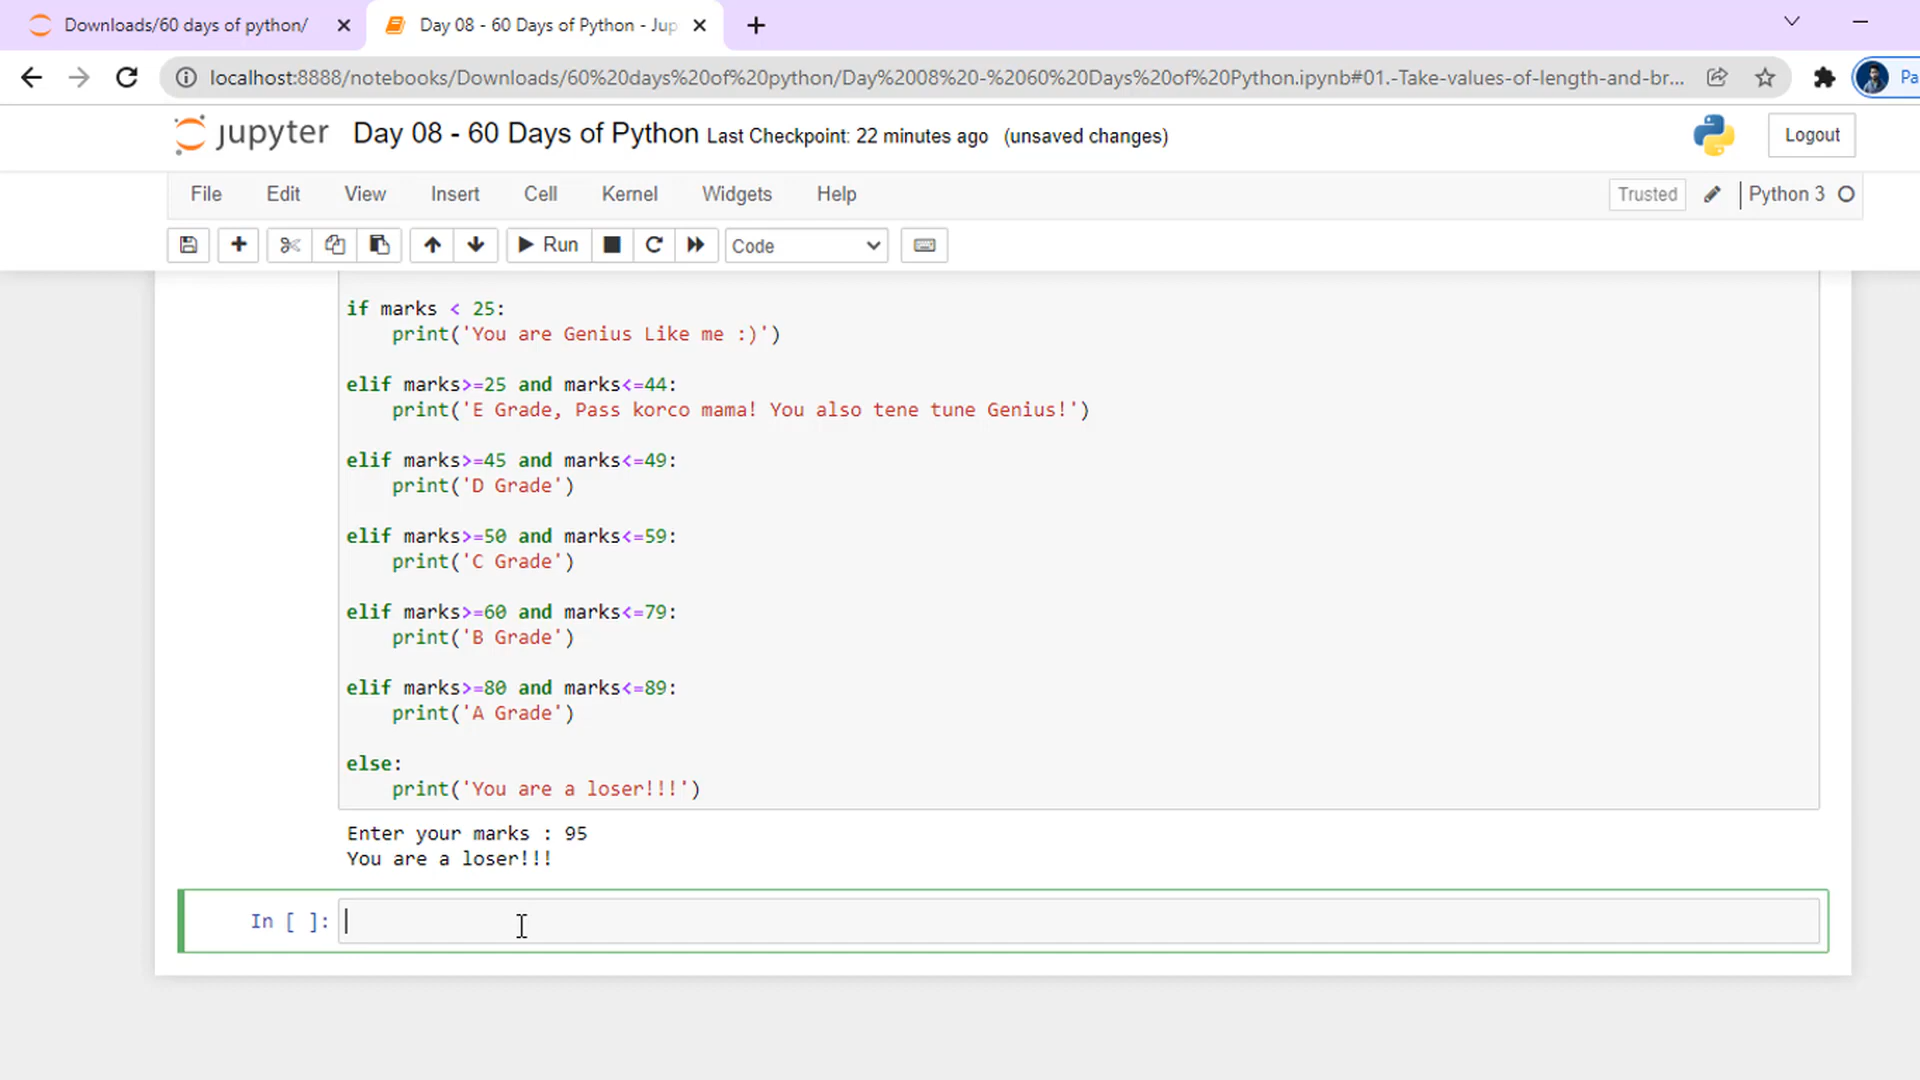 Downloads/60 days of python/
Day 08 - 60 Days of Python - Jup
localhost:8888/notebooks/Downloads/60%20days%20of%20python/Day%2008%20-%2060%20Days%20of%20Python.ipynb#01.-Take-values-of-length-and-br...
Pa
jupyter Day 08 - 60 Days of Python Last Checkpoint: 22 minutes ago (unsaved changes)
Logout
File Edit View Insert Cell Kernel Widgets Help
Trusted Python 3
Run Code
if marks < 25:
    print('You are Genius Like me :)')
elif marks>=25 and marks<=44:
    print('E Grade, Pass korco mama! You also tene tune Genius!')
elif marks>=45 and marks<=49:
    print('D Grade')
elif marks>=50 and marks<=59:
    print('C Grade')
elif marks>=60 and marks<=79:
    print('B Grade')
elif marks>=80 and marks<=89:
    print('A Grade')
else:
    print('You are a loser!!!')
Enter your marks : 95
You are a loser!!!
In [ ]: